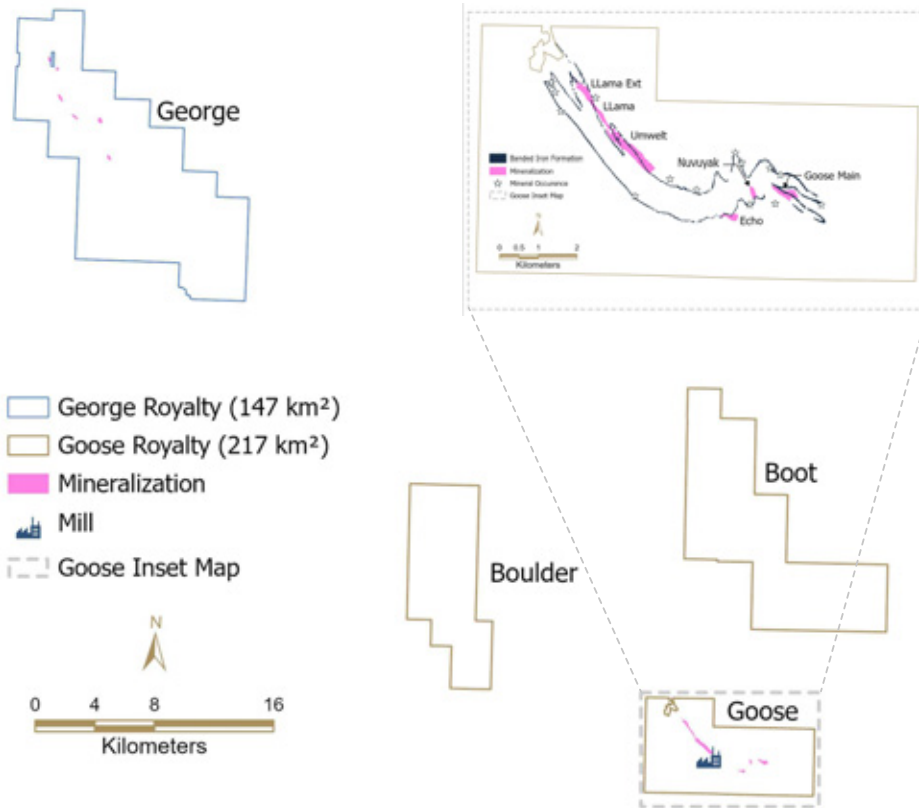 George
LLama Ext
LLama
Umwelt
Nuvuyak
Goose Main
Echo
Banded Iron Formation
Mineralization
Mineral Occurrence
Goose Inset Map
N
0 0.5 1 2
Kilometers
George Royalty (147 km²)
Goose Royalty (217 km²)
Mineralization
Mill
Goose Inset Map
Boot
Boulder
N
0 4 8 16
Kilometers
Goose